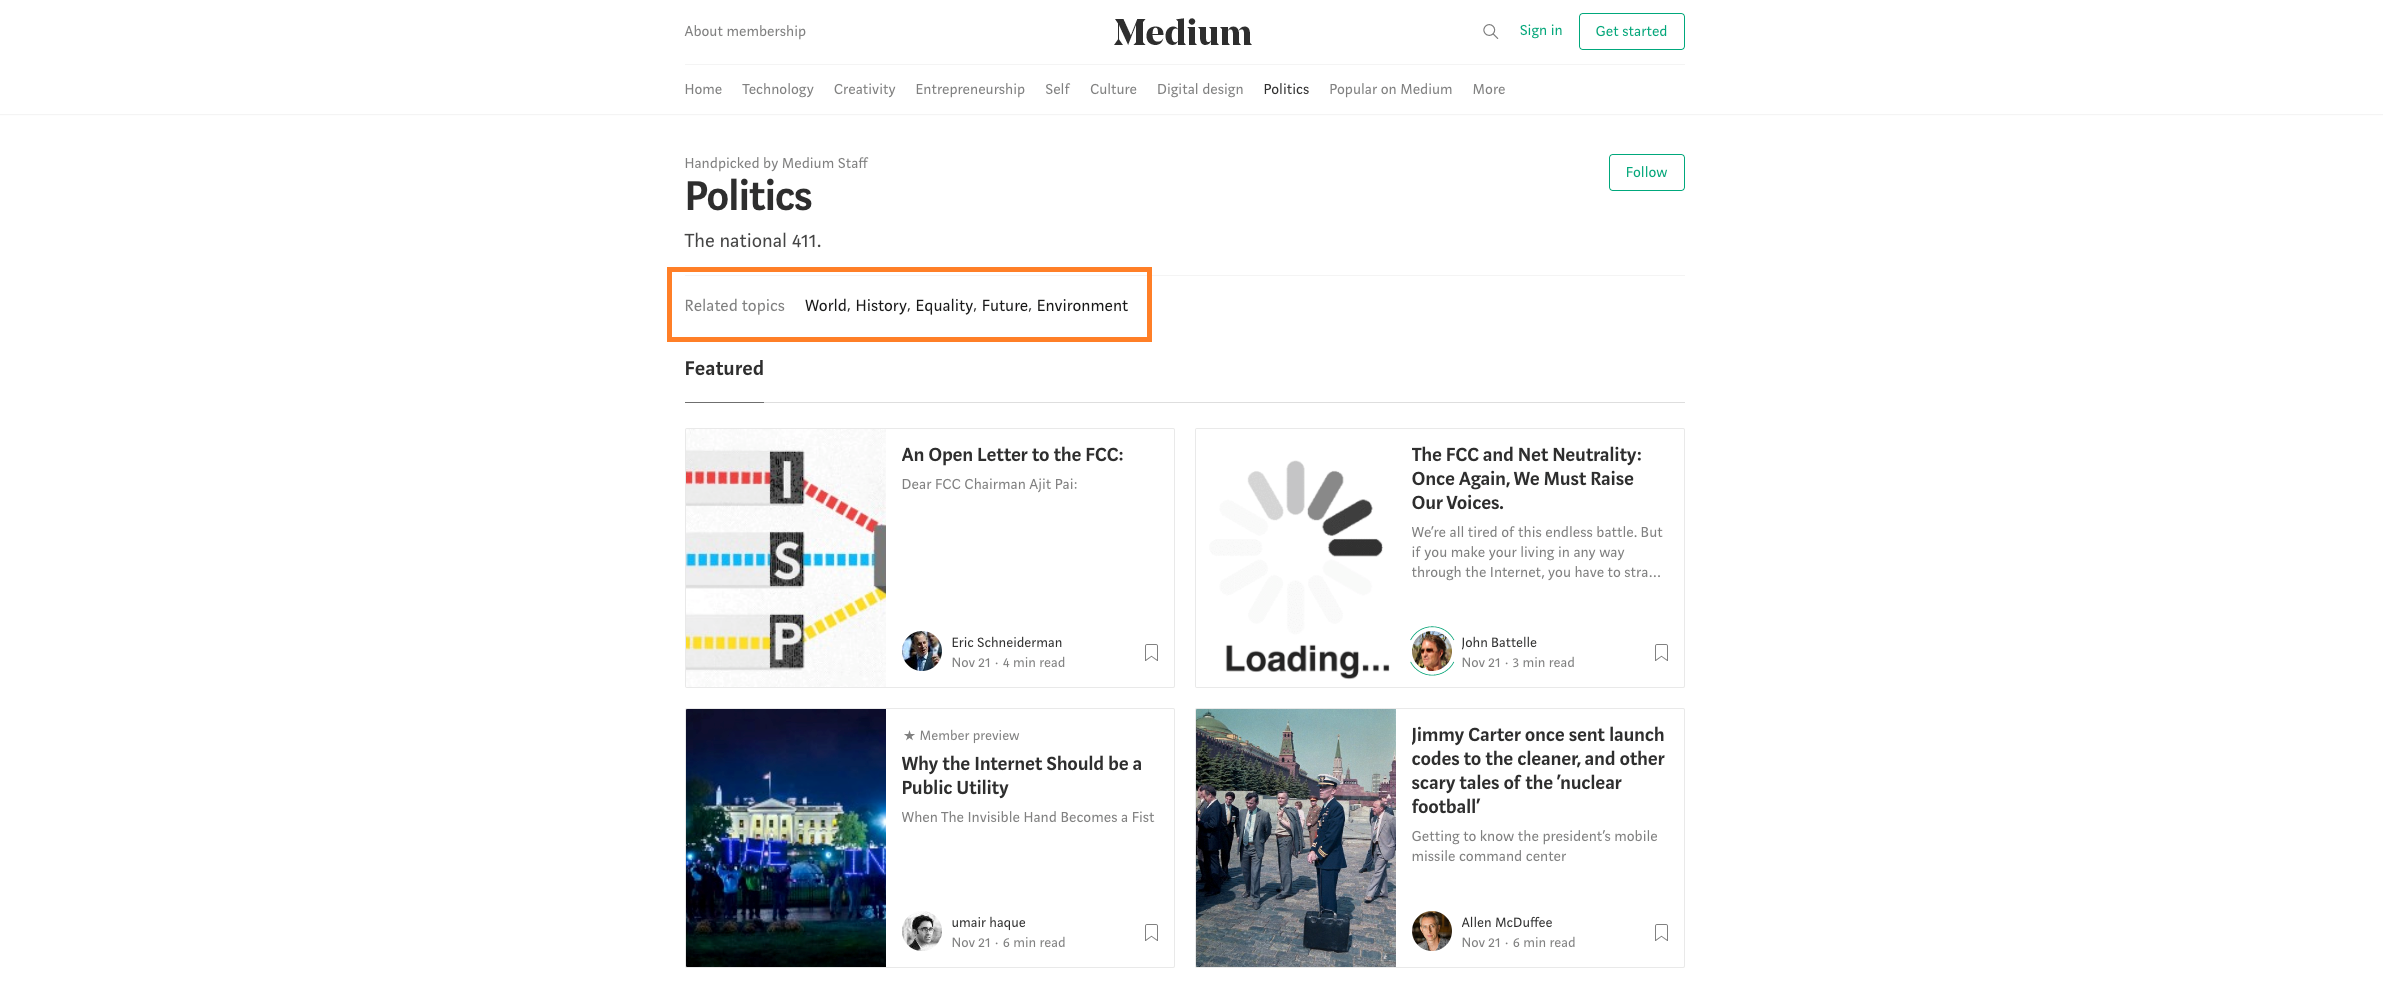 About membership
Medium
Sign in
Get started
Home Technology Creativity Entrepreneurship Self Culture Digital design Politics Popular on Medium More
Handpicked by Medium Staff
Follow
Politics
The national 411.
Related topics World, History, Equality, Future, Environment
Featured
I
S
P
An Open Letter to the FCC:
Dear FCC Chairman Ajit Pai:
Eric Schneiderman
Nov 21 · 4 min read
Loading...
The FCC and Net Neutrality:
Once Again, We Must Raise
Our Voices.
We’re all tired of this endless battle. But
if you make your living in any way
through the Internet, you have to stra…
John Battelle
Nov 21 · 3 min read
THE IN
★ Member preview
Why the Internet Should be a
Public Utility
When The Invisible Hand Becomes a Fist
umair haque
Nov 21 · 6 min read
Jimmy Carter once sent launch
codes to the cleaner, and other
scary tales of the ‘nuclear
football’
Getting to know the president’s mobile
missile command center
Allen McDuffee
Nov 21 · 6 min read